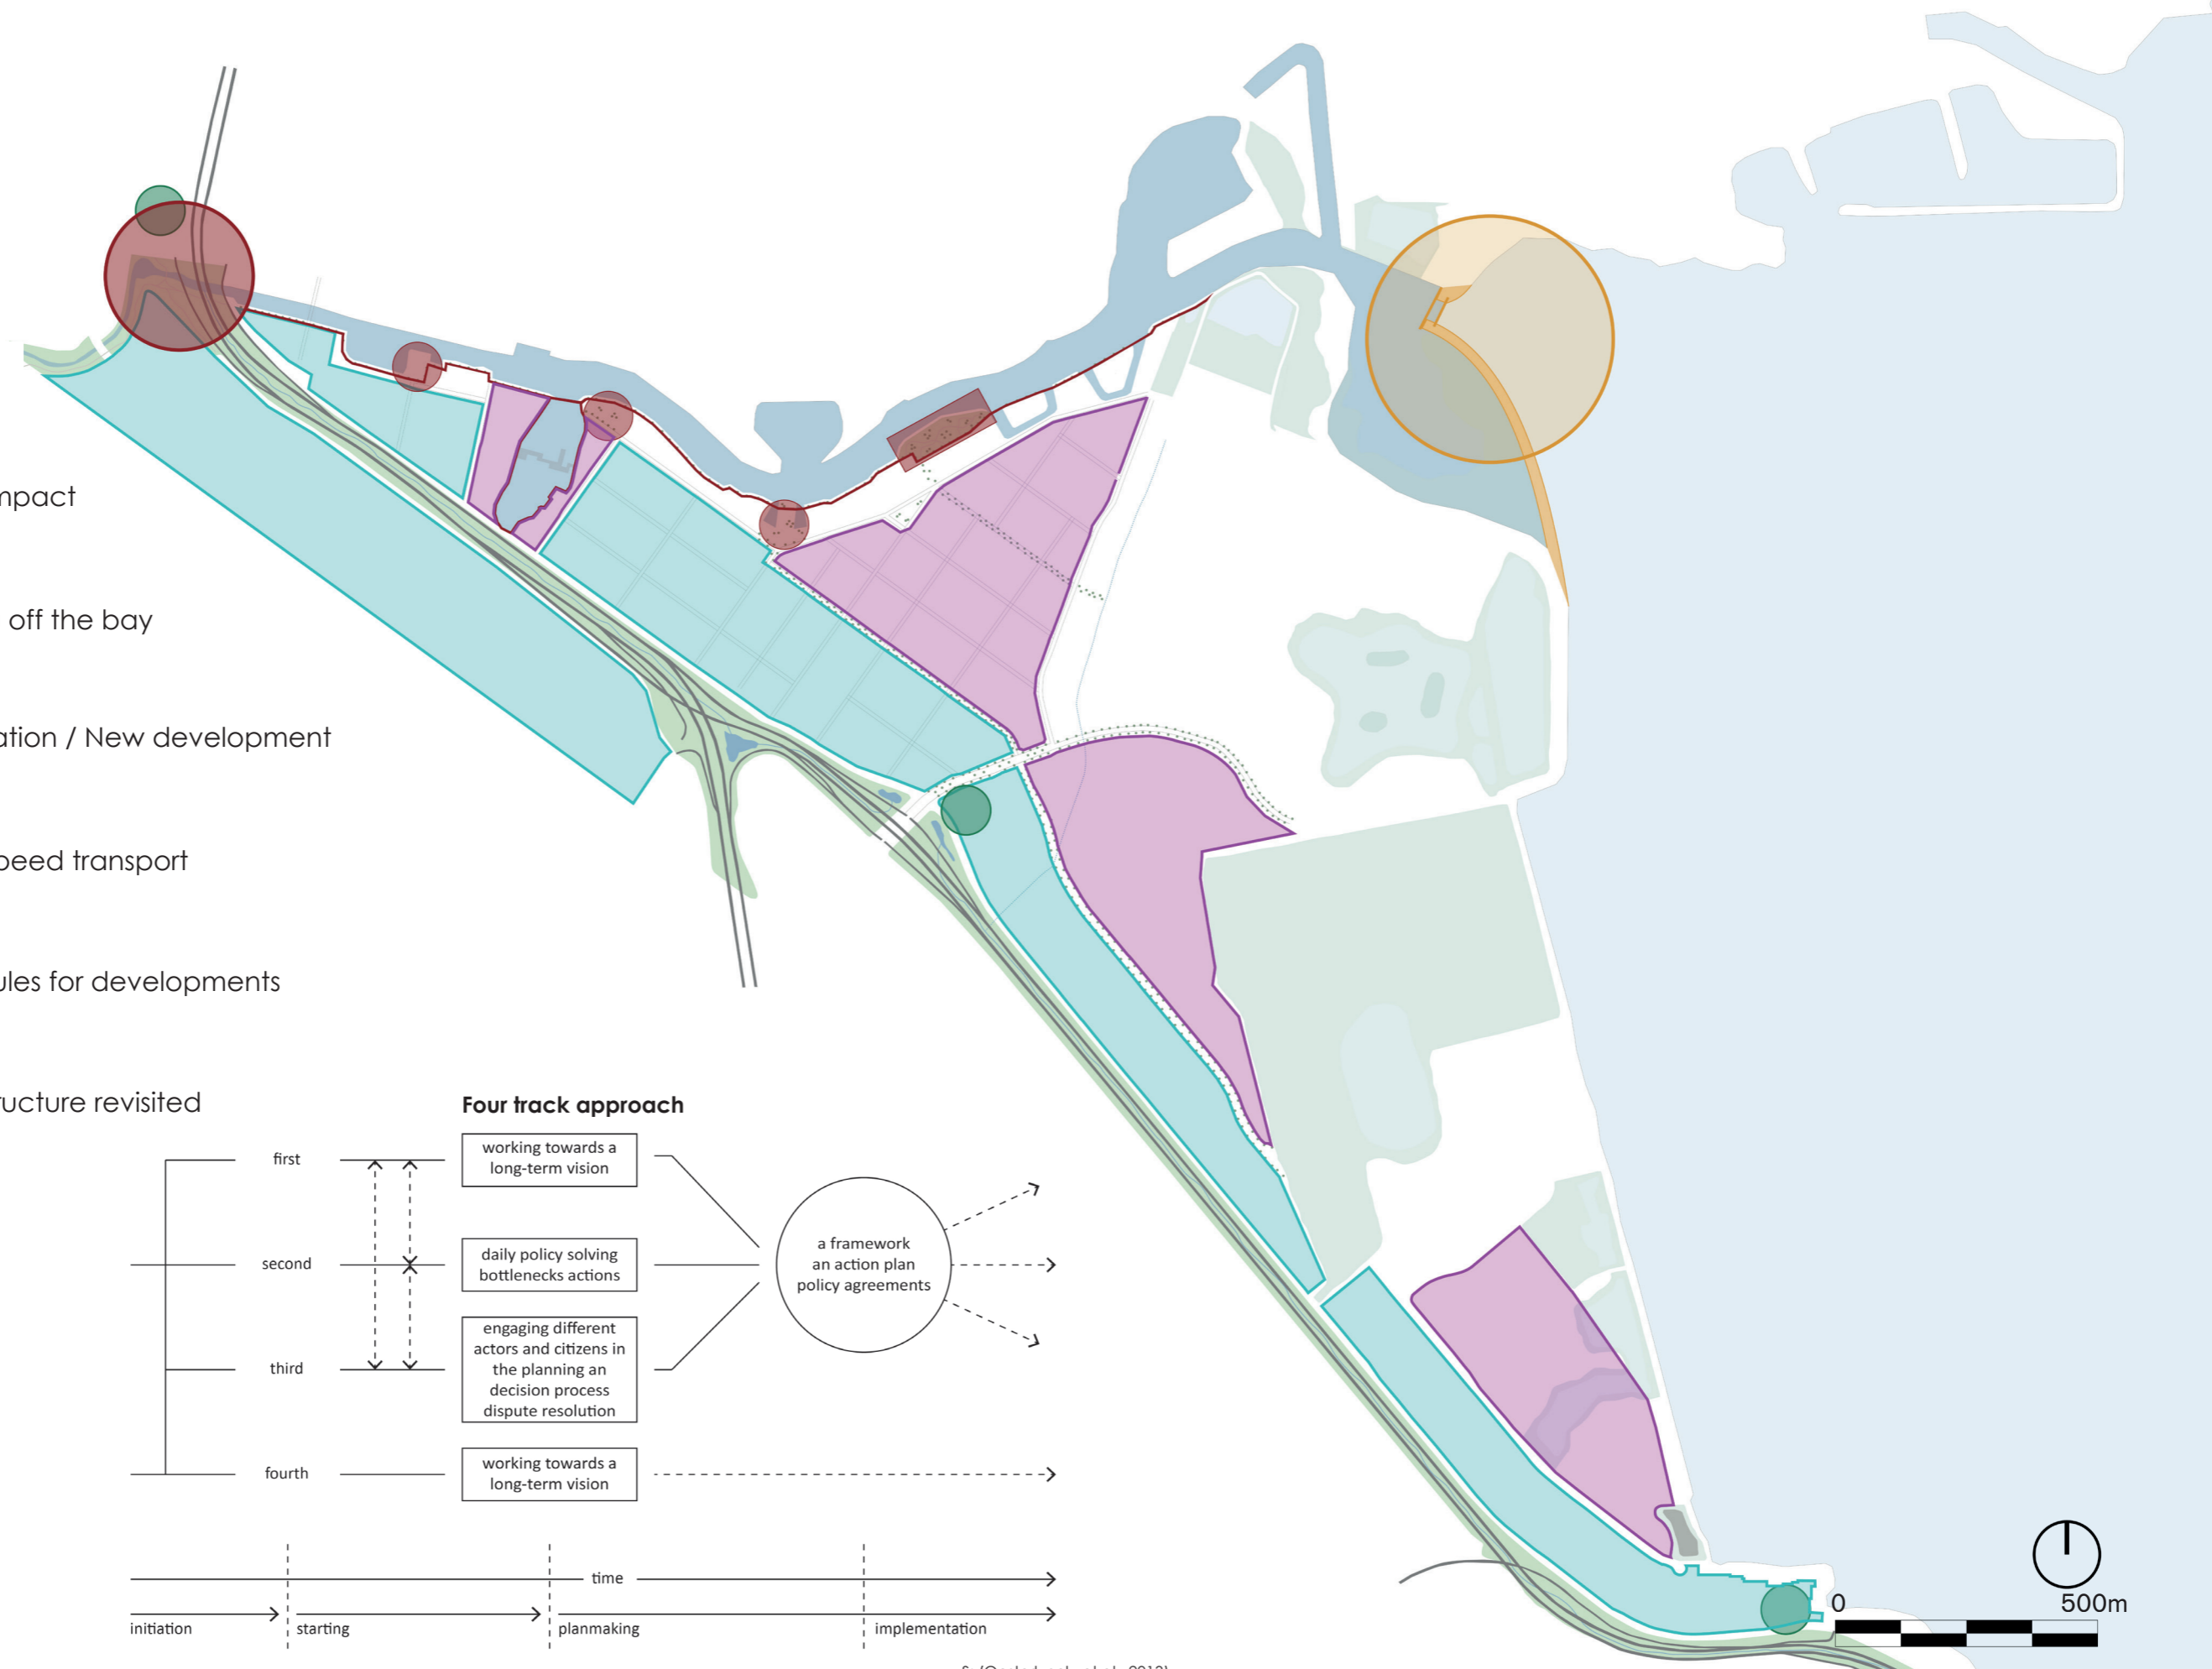 mpact
off the bay
ation / New development
peed transport
ules for developments
ructure revisited
Four track approach
first
working towards a
long-term vision
second
daily policy solving
bottlenecks actions
a framework
an action plan
policy agreements
third
engaging different
actors and citizens in
the planning an
decision process
dispute resolution
fourth
working towards a
long-term vision
time
initiation
starting
planmaking
implementation
0
500m